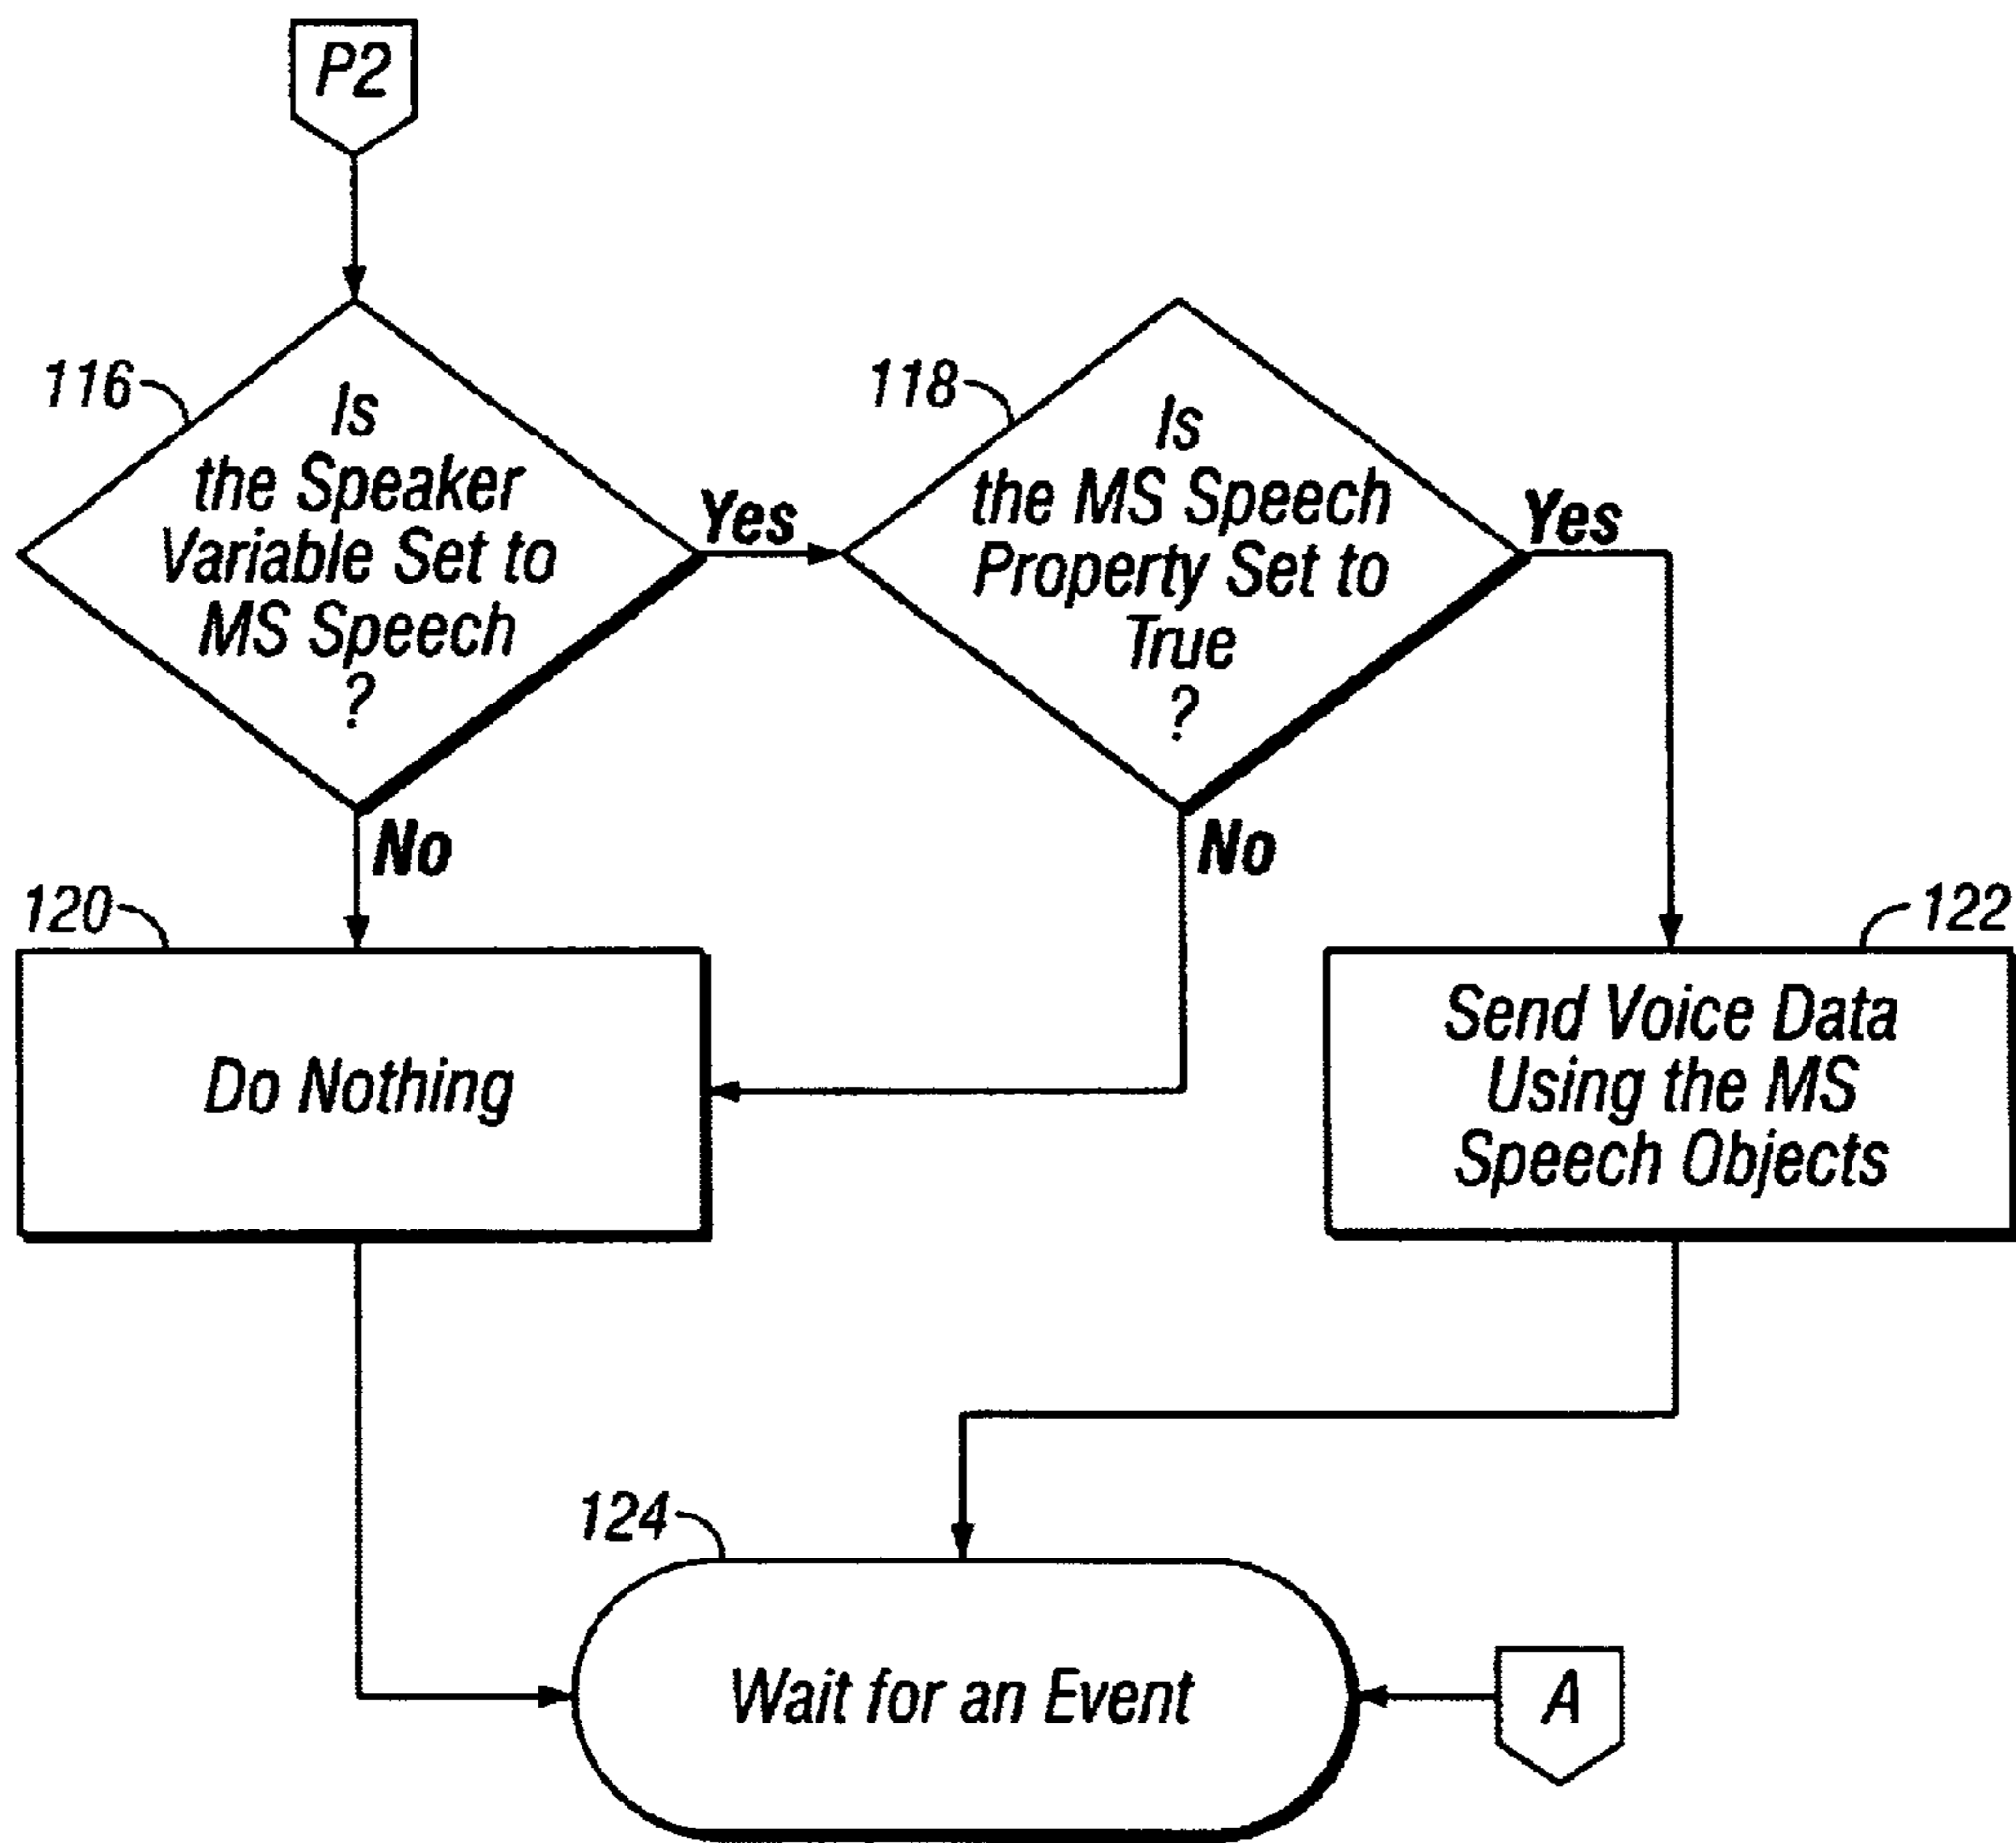 P2
116
Is
the Speaker
Variable Set to
MS Speech
?
Yes
No
118
Is
the MS Speech
Property Set to
True
?
Yes
No
120
Do Nothing
122
Send Voice Data
Using the MS
Speech Objects
124
Wait for an Event
A